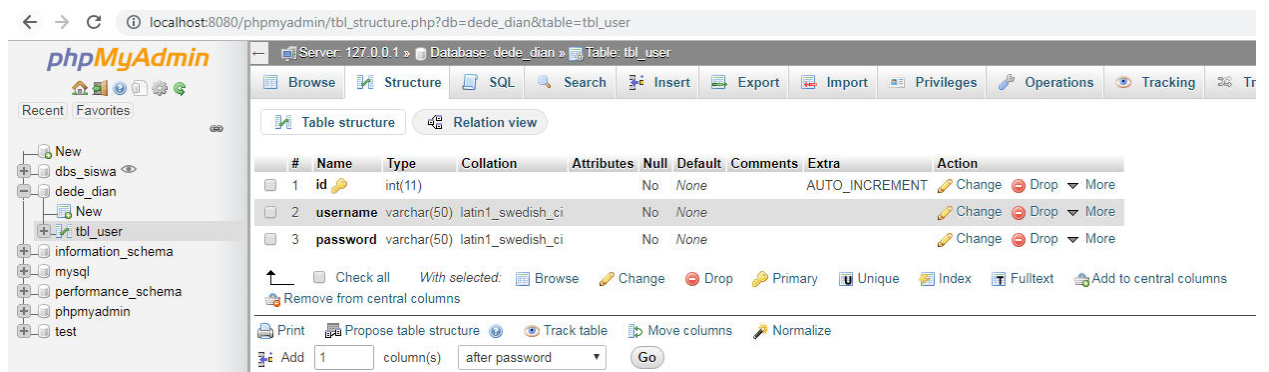 localhost:8080/phpmyadmin/tbl_structure.php?db=dede_dian&table=tbl_user
phpMyAdmin
Recent Favorites
New
dbs_siswa
dede_dian
New
tbl_user
information_schema
mysql
performance_schema
phpmyadmin
test
Server: 127.0.0.1 » Database: dede_dian » Table: tbl_user
Browse Structure SQL Search Insert Export Import Privileges Operations Tracking Tr
Table structure Relation view
# Name Type Collation Attributes Null Default Comments Extra Action
1 id int(11) No None AUTO_INCREMENT Change Drop More
2 username varchar(50) latin1_swedish_ci No None Change Drop More
3 password varchar(50) latin1_swedish_ci No None Change Drop More
Check all With selected: Browse Change Drop Primary Unique Index Fulltext Add to central columns
Remove from central columns
Print Propose table structure Track table Move columns Normalize
Add 1 column(s) after password Go